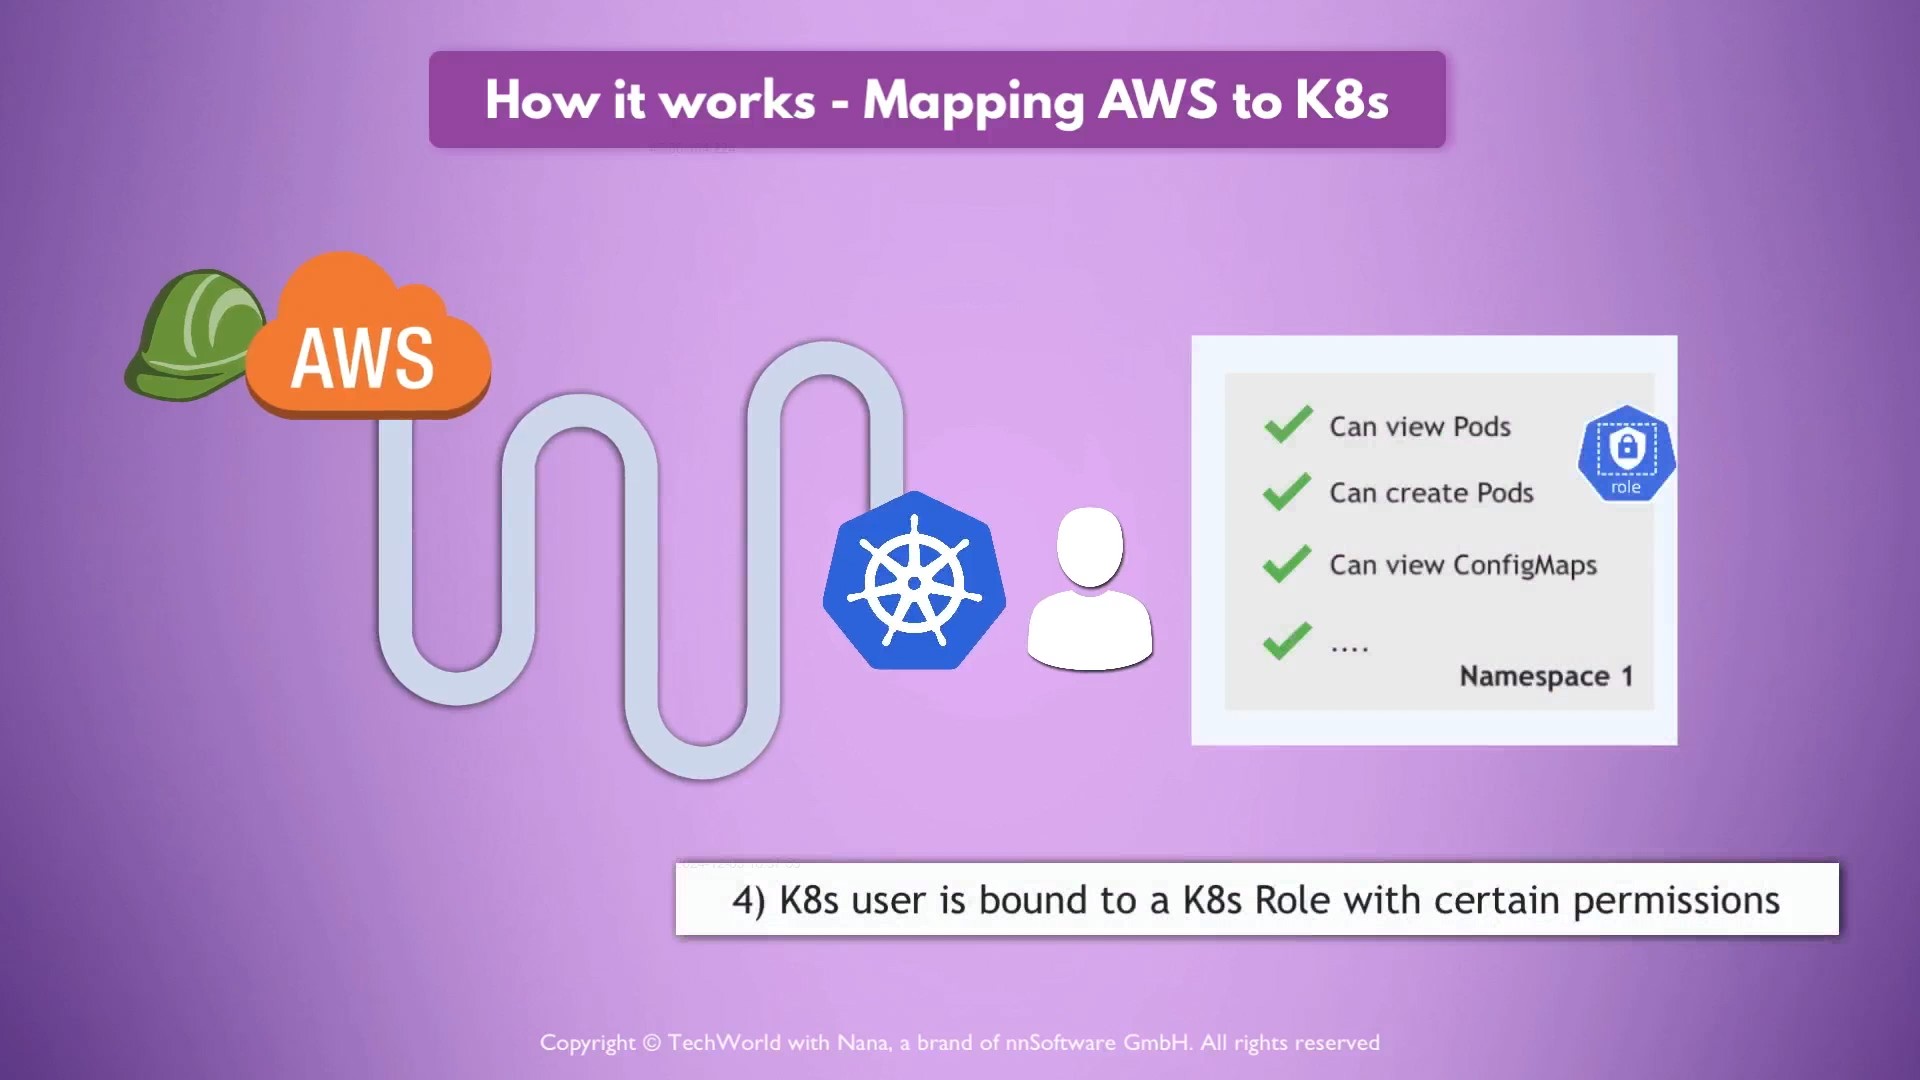 How it works - Mapping AWS to K8s
AWS
Can view Pods
role
Can create Pods
Can view ConfigMaps
....
Namespace 1
4) K8s user is bound to a K8s Role with certain permissions
Copyright © TechWorld with Nana, a brand of nnSoftware GmbH. All rights reserved